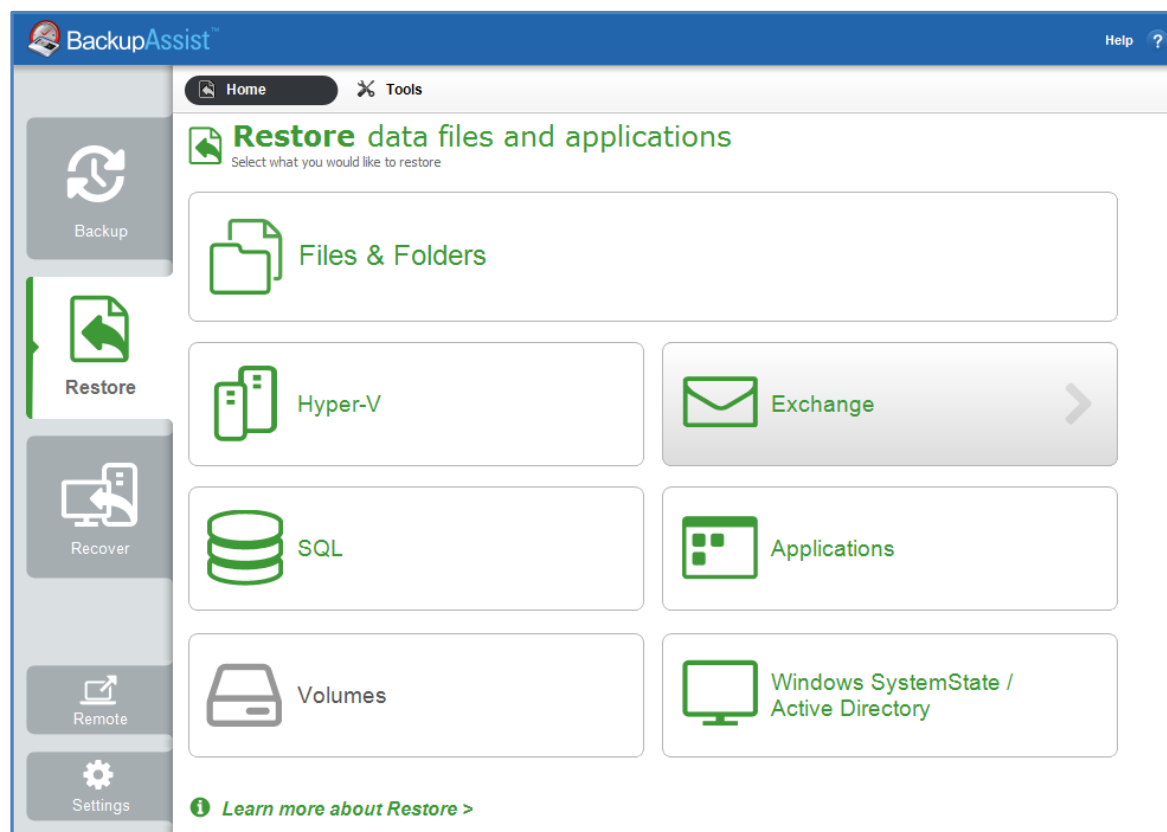 BackupAssist™
Help ?
Home
Tools
Restore data files and applications
Select what you would like to restore
Backup
Restore
Recover
Remote
Settings
Files & Folders
Hyper-V
Exchange
SQL
Applications
Volumes
Windows SystemState /
Active Directory
Learn more about Restore >